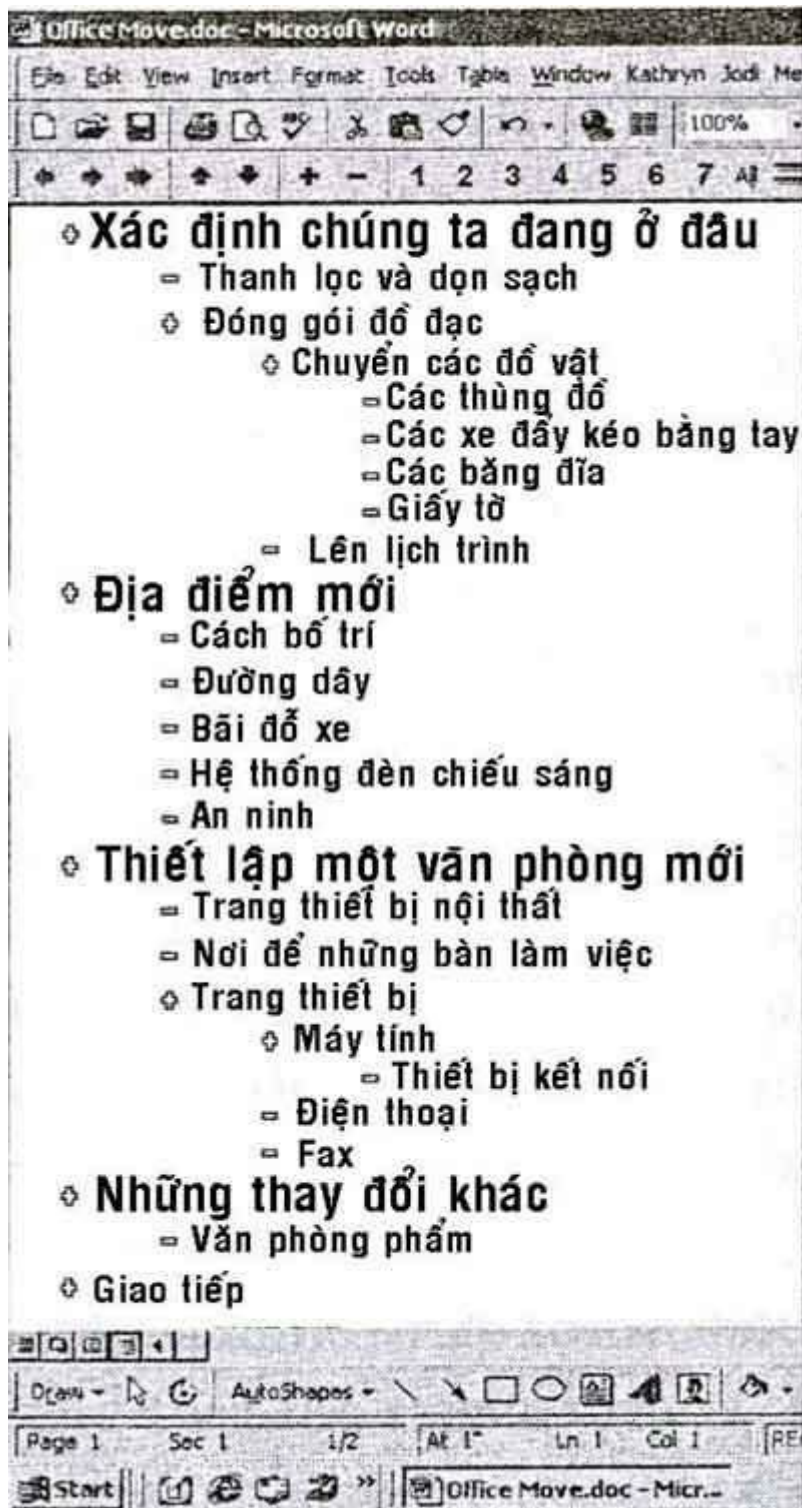 Office Move.doc - Microsoft Word
File Edit View Insert Format Tools Table Window Kathryn Jodi Me
100%
1 2 3 4 5 6 7 All
Xác định chúng ta đang ở đâu
Thanh lọc và dọn sạch
Đóng gói đồ đạc
Chuyển các đồ vật
Các thùng đồ
Các xe đẩy kéo bằng tay
Các băng đĩa
Giấy tờ
Lên lịch trình
Địa điểm mới
Cách bố trí
Đường dây
Bãi đỗ xe
Hệ thống đèn chiếu sáng
An ninh
Thiết lập một văn phòng mới
Trang thiết bị nội thất
Nơi để những bàn làm việc
Trang thiết bị
Máy tính
Thiết bị kết nối
Điện thoại
Fax
Những thay đổi khác
Văn phòng phẩm
Giao tiếp
Draw AutoShapes
Page 1 Sec 1 1/2 At 1" Ln 1 Col 1 REC
Start Office Move.doc - Micr...